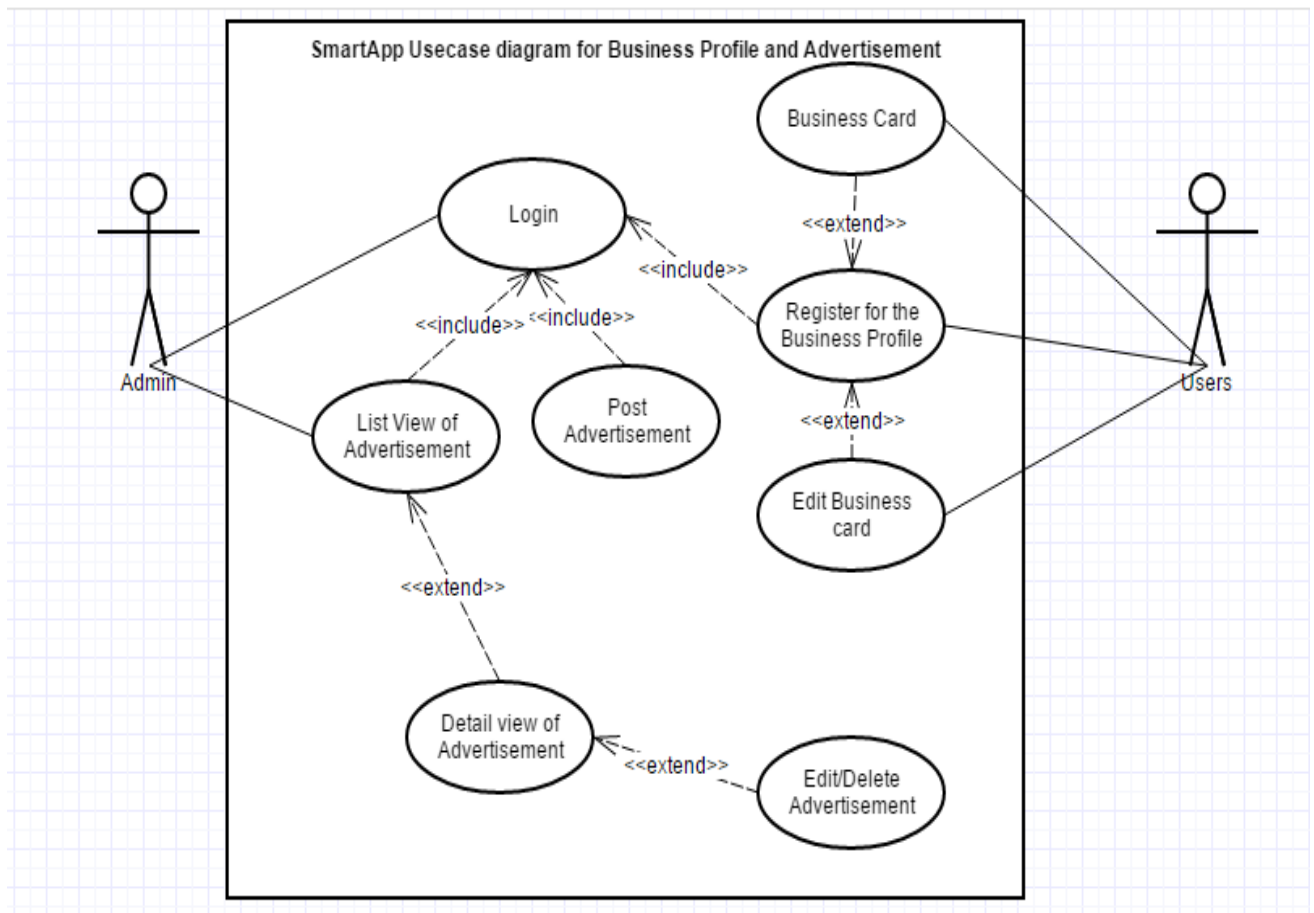 SmartApp Usecase diagram for Business Profile and Advertisement
Business Card
Login
<<extend>>
<<include>>
Register for the
Business Profile
<<include>>
<<include>>
Admin
Users
List View of
Advertisement
Post
Advertisement
<<extend>>
Edit Business
card
<<extend>>
Detail view of
Advertisement
<<extend>>
Edit/Delete
Advertisement